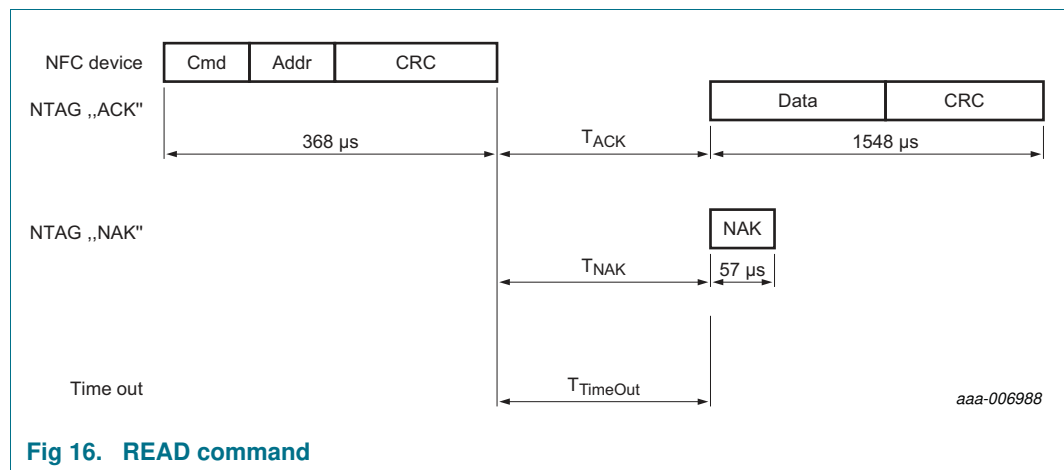 NFC device Cmd Addr CRC
NTAG ,,ACK" Data CRC
368 µs TACK 1548 µs
NTAG ,,NAK" NAK
TNAK 57 µs
Time out TTimeOut aaa-006988
Fig 16. READ command